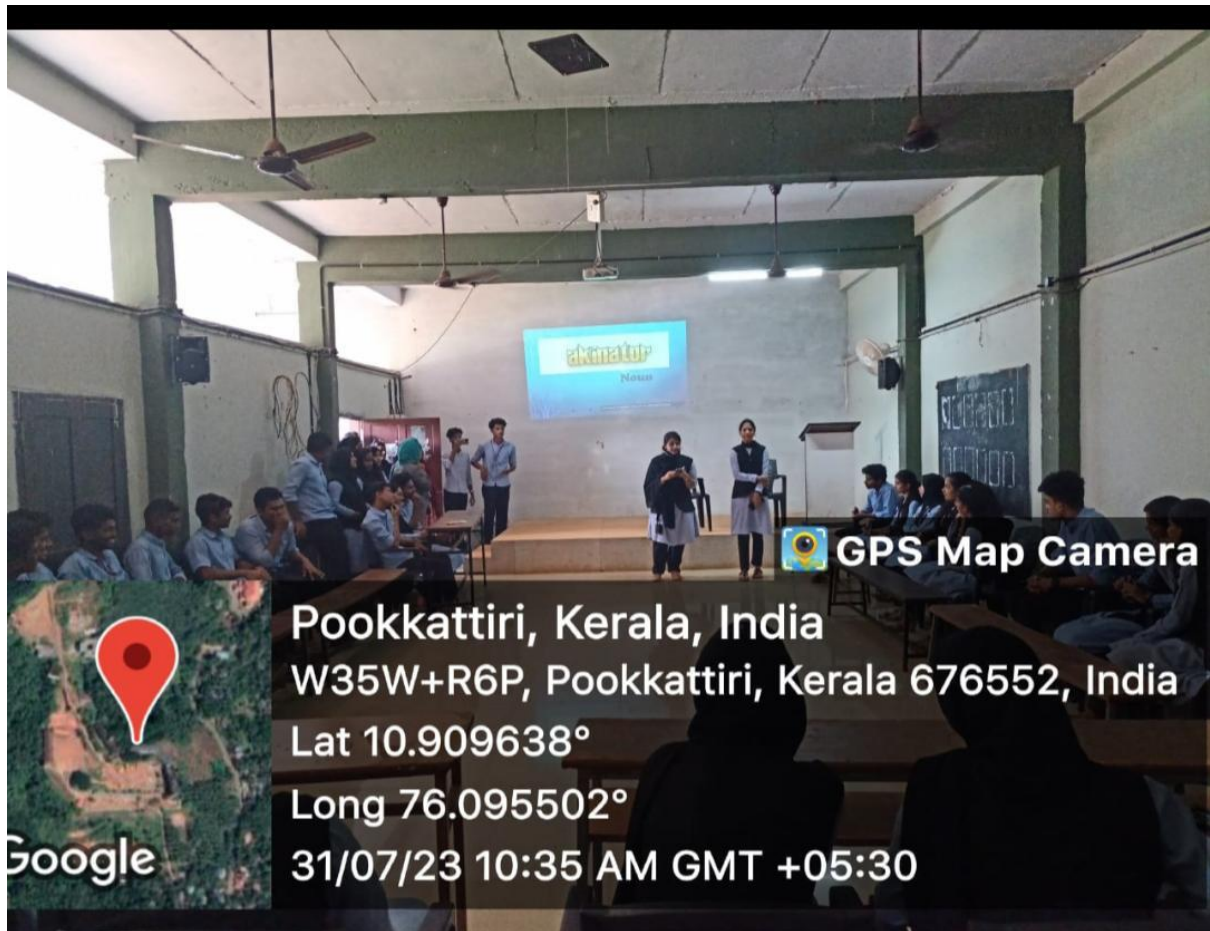 akinator
Noun
GPS Map Camera
Pookkattiri, Kerala, India
W35W+R6P, Pookkattiri, Kerala 676552, India
Lat 10.909638°
Long 76.095502°
31/07/23 10:35 AM GMT +05:30
Google